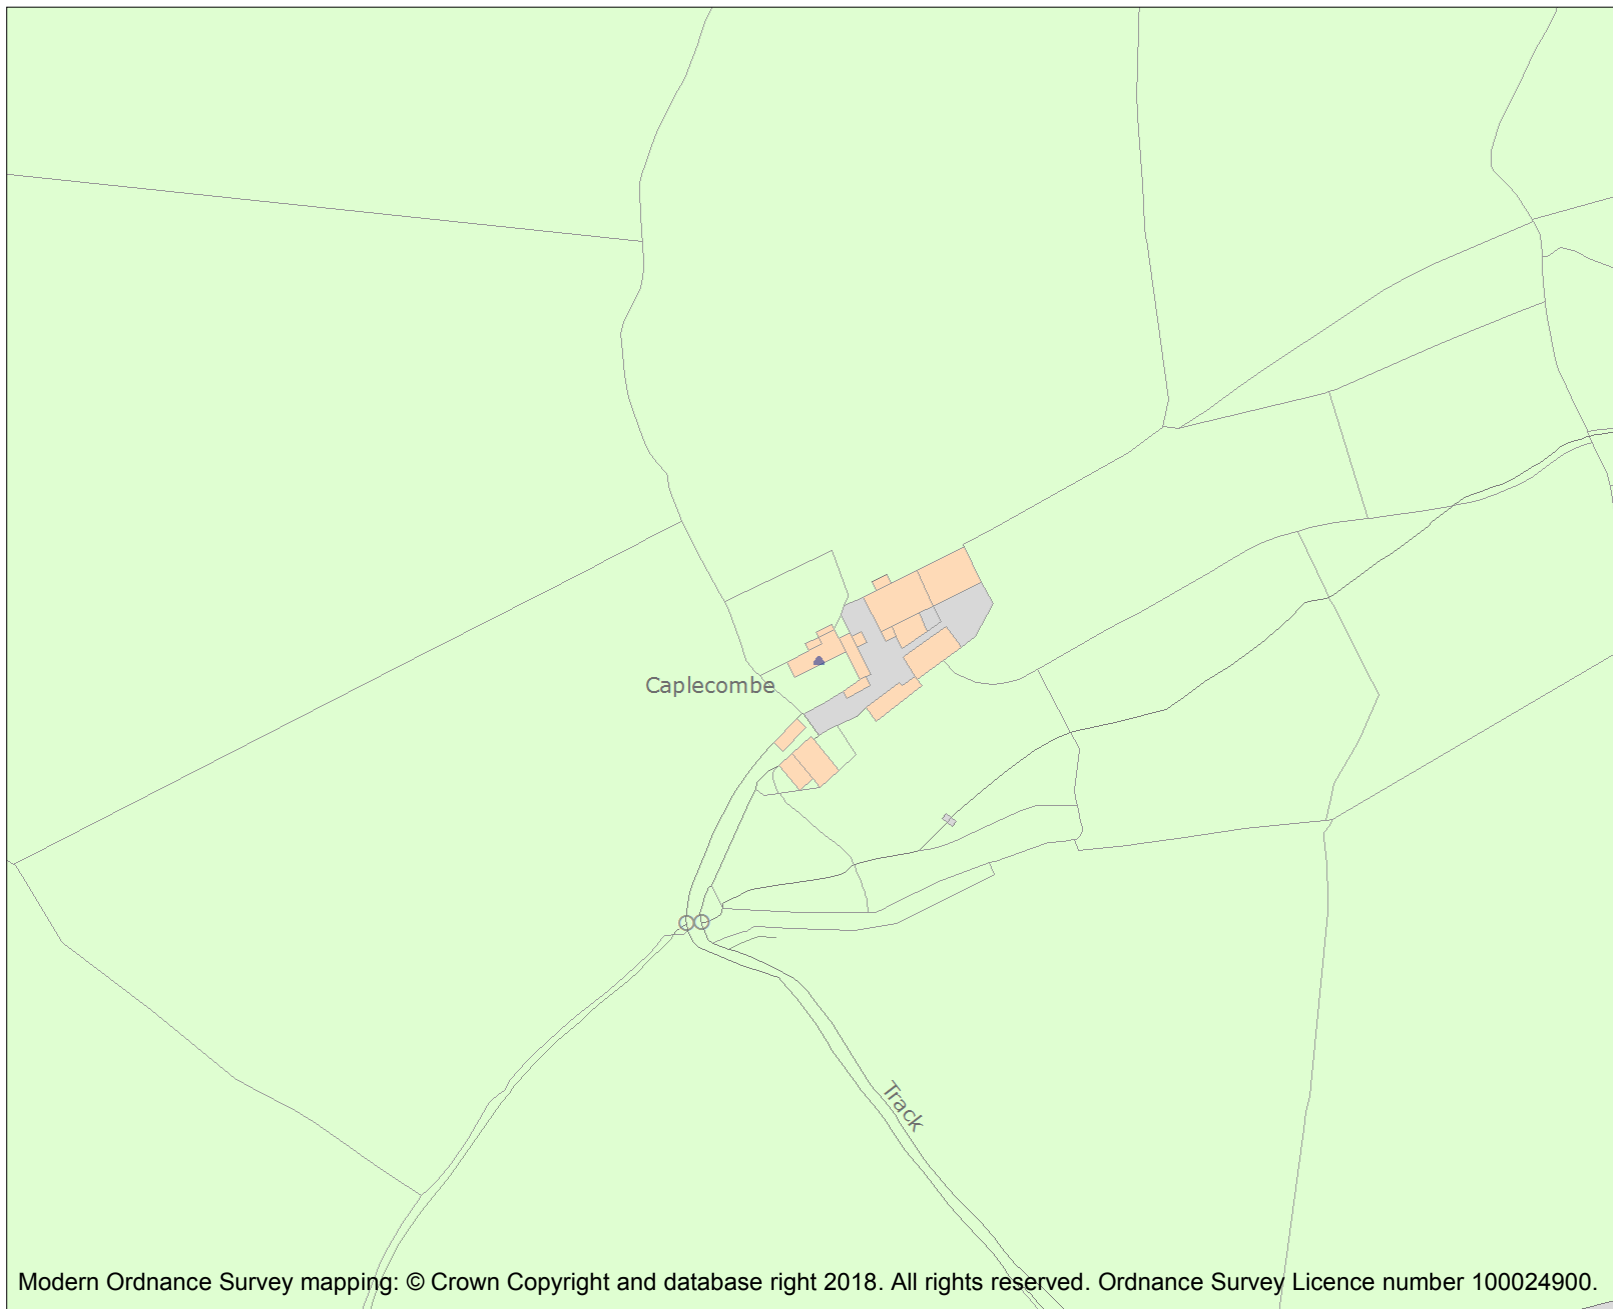 Caplecombe
Track
Modern Ordnance Survey mapping: © Crown Copyright and database right 2018. All rights reserved. Ordnance Survey Licence number 100024900.